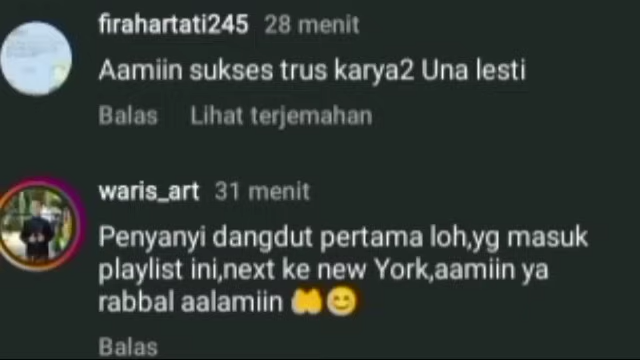 firahartati245 28 menit
Aamiin sukses trus karya2 Una lesti
Balas Lihat terjemahan
waris_art 31 menit
Penyanyi dangdut pertama loh,yg masuk
playlist ini,next ke new York,aamiin ya
rabbal aalamiin 🤲😊
Balas